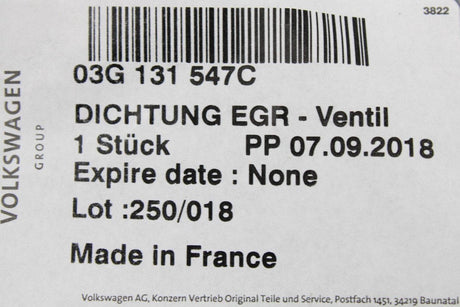 3822
03G 131 547C
DICHTUNG EGR - Ventil
1 Stück PP 07.09.2018
Expire date : None
Lot :250/018
Made in France
VOLKSWAGEN
GROUP
Volkswagen AG, Konzern Vertrieb Original Teile und Service, Postfach 1451, 34219 Baunatal